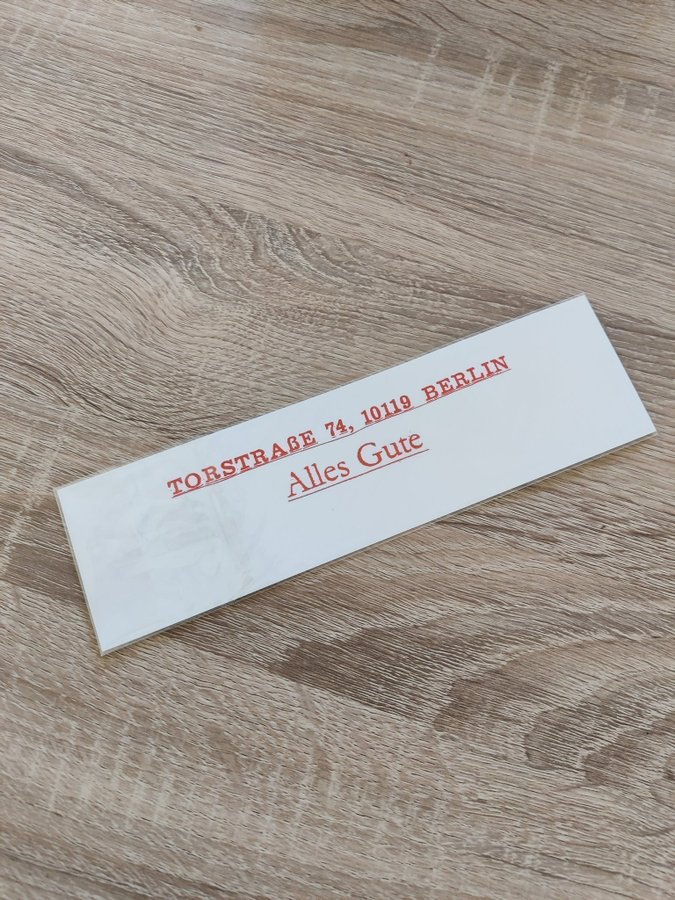 TORSTRAßE 74, 10119 BERLIN
Alles Gute